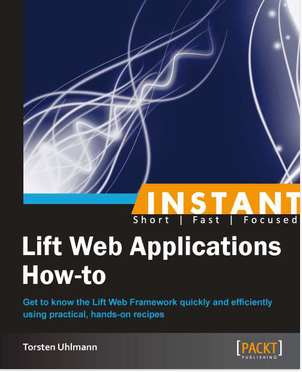 INSTANT
Short | Fast | Focused
Lift Web Applications
How-to
Get to know the Lift Web Framework quickly and efficiently
using practical, hands-on recipes
Torsten Uhlmann
[PACKT]
PUBLISHING